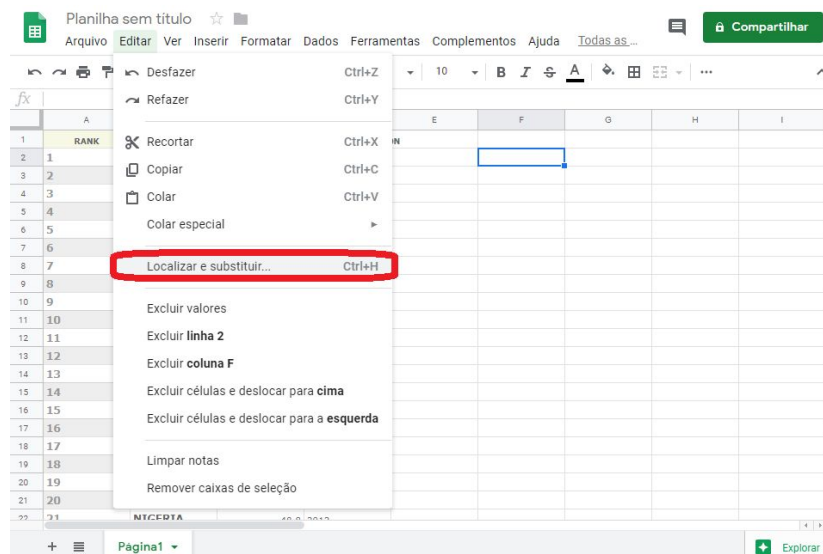 Planilha sem título
Arquivo Editar Ver Inserir Formatar Dados Ferramentas Complementos Ajuda Todas as ...
Compartilhar
10 B I S A ...
fx
Desfazer Ctrl+Z
Refazer Ctrl+Y
Recortar Ctrl+X
Copiar Ctrl+C
Colar Ctrl+V
Colar especial
Localizar e substituir... Ctrl+H
Excluir valores
Excluir linha 2
Excluir coluna F
Excluir células e deslocar para cima
Excluir células e deslocar para a esquerda
Limpar notas
Remover caixas de seleção
A E F G H I
1 RANK
2 1
3 2
4 3
5 4
6 5
7 6
8 7
9 8
10 9
11 10
12 11
13 12
14 13
15 14
16 15
17 16
18 17
19 18
20 19
21 20
22 21 NIGERIA
Página1
Explorar